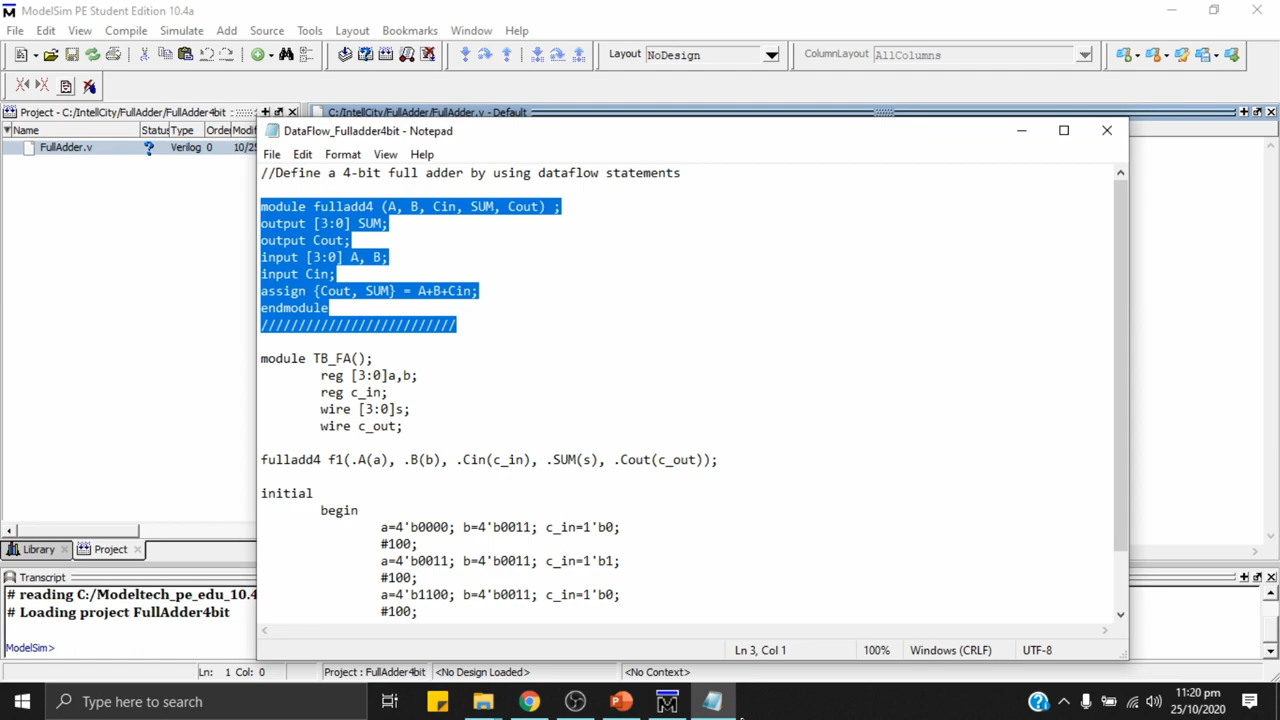 ModelSim PE Student Edition 10.4a
File Edit View Compile Simulate Add Source Tools Layout Bookmarks Window Help
Layout NoDesign ColumnLayout AllColumns
Project - C:/IntellCity/FullAdder/FullAdder4bit
C:/IntellCity/FullAdder/FullAdder.v - Default
Name Status Type Order Modif
FullAdder.v ? Verilog 0 10/25
DataFlow_Fulladder4bit - Notepad
File Edit Format View Help
//Define a 4-bit full adder by using dataflow statements
module fulladd4 (A, B, Cin, SUM, Cout) ;
output [3:0] SUM;
output Cout;
input [3:0] A, B;
input Cin;
assign {Cout, SUM} = A+B+Cin;
endmodule
//////////////////////////
module TB_FA();
reg [3:0]a,b;
reg c_in;
wire [3:0]s;
wire c_out;
fulladd4 f1(.A(a), .B(b), .Cin(c_in), .SUM(s), .Cout(c_out));
initial
begin
a=4'b0000; b=4'b0011; c_in=1'b0;
#100;
a=4'b0011; b=4'b0011; c_in=1'b1;
#100;
a=4'b1100; b=4'b0011; c_in=1'b0;
#100;
Ln 3, Col 1 100% Windows (CRLF) UTF-8
Library Project
Transcript
# reading C:/Modeltech_pe_edu_10.4
# Loading project FullAdder4bit
ModelSim>
Ln: 1 Col: 0 Project : FullAdder4bit <No Design Loaded> <No Context>
Type here to search
11:20 pm
25/10/2020